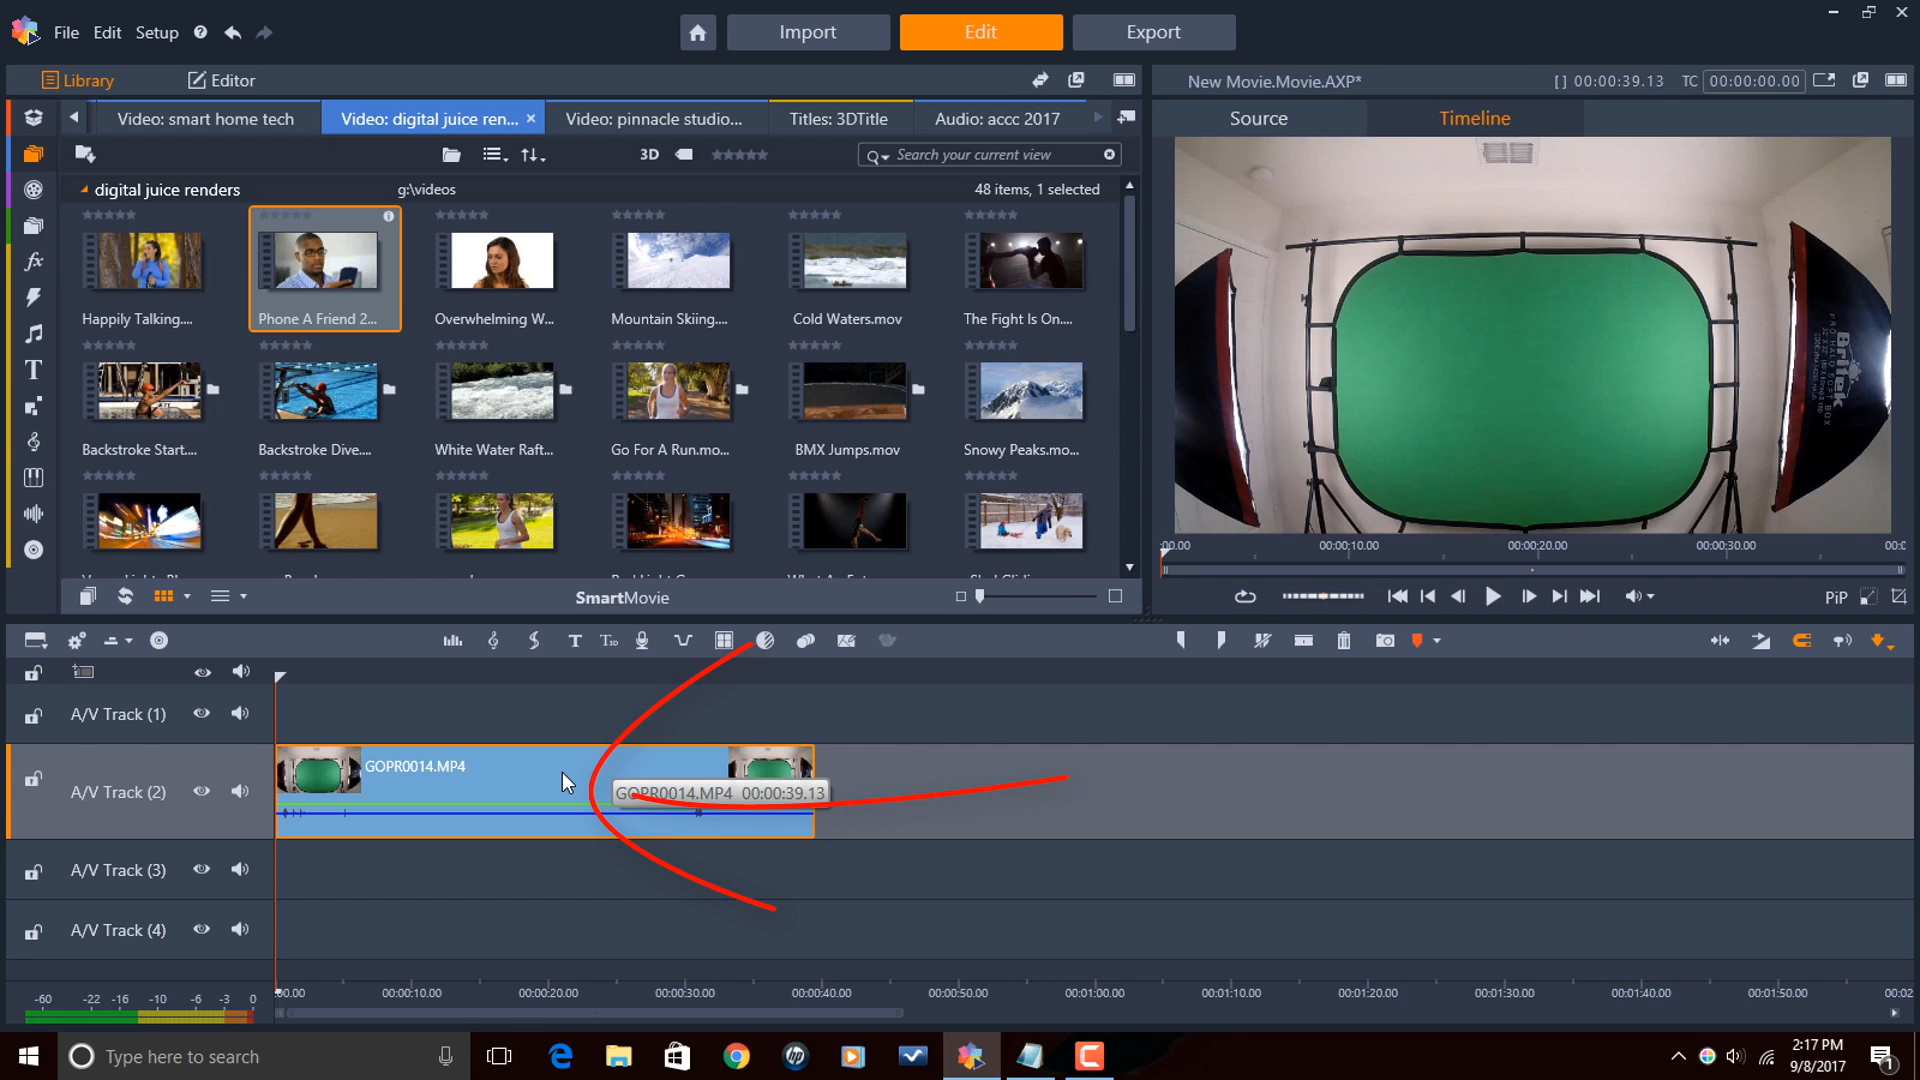 File Edit Setup
Import
Edit
Export
Library
Editor
New Movie.Movie.AXP*
[ ] 00:00:39.13 TC 00:00:00.00
Video: smart home tech
Video: digital juice ren...
Video: pinnacle studio...
Titles: 3DTitle
Audio: accc 2017
Source
Timeline
3D
Search your current view
digital juice renders
g:\videos
48 items, 1 selected
Happily Talking....
Phone A Friend 2...
Overwhelming W...
Mountain Skiing....
Cold Waters.mov
The Fight Is On....
Backstroke Start....
Backstroke Dive....
White Water Raft...
Go For A Run.mo...
BMX Jumps.mov
Snowy Peaks.mo...
Britek
PRO HALO SOFT BOX
:00.00 00:00:10.00 00:00:20.00 00:00:30.00 00:0
SmartMovie
PiP
A/V Track (1)
A/V Track (2)
GOPR0014.MP4
GOPR0014.MP4 00:00:39.13
A/V Track (3)
A/V Track (4)
-60 -22 -16 -10 -6 -3 0
:00.00 00:00:10.00 00:00:20.00 00:00:30.00 00:00:40.00 00:00:50.00 00:01:00.00 00:01:10.00 00:01:20.00 00:01:30.00 00:01:40.00 00:01:50.00 00:02
Type here to search
hp
2:17 PM
9/8/2017
1